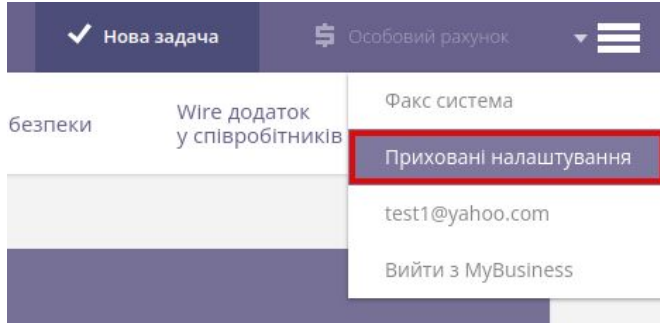 Нова задача
Особовий рахунок
безпеки
Wire додаток
у співробітників
Факс система
Приховані налаштування
test1@yahoo.com
Вийти з MyBusiness